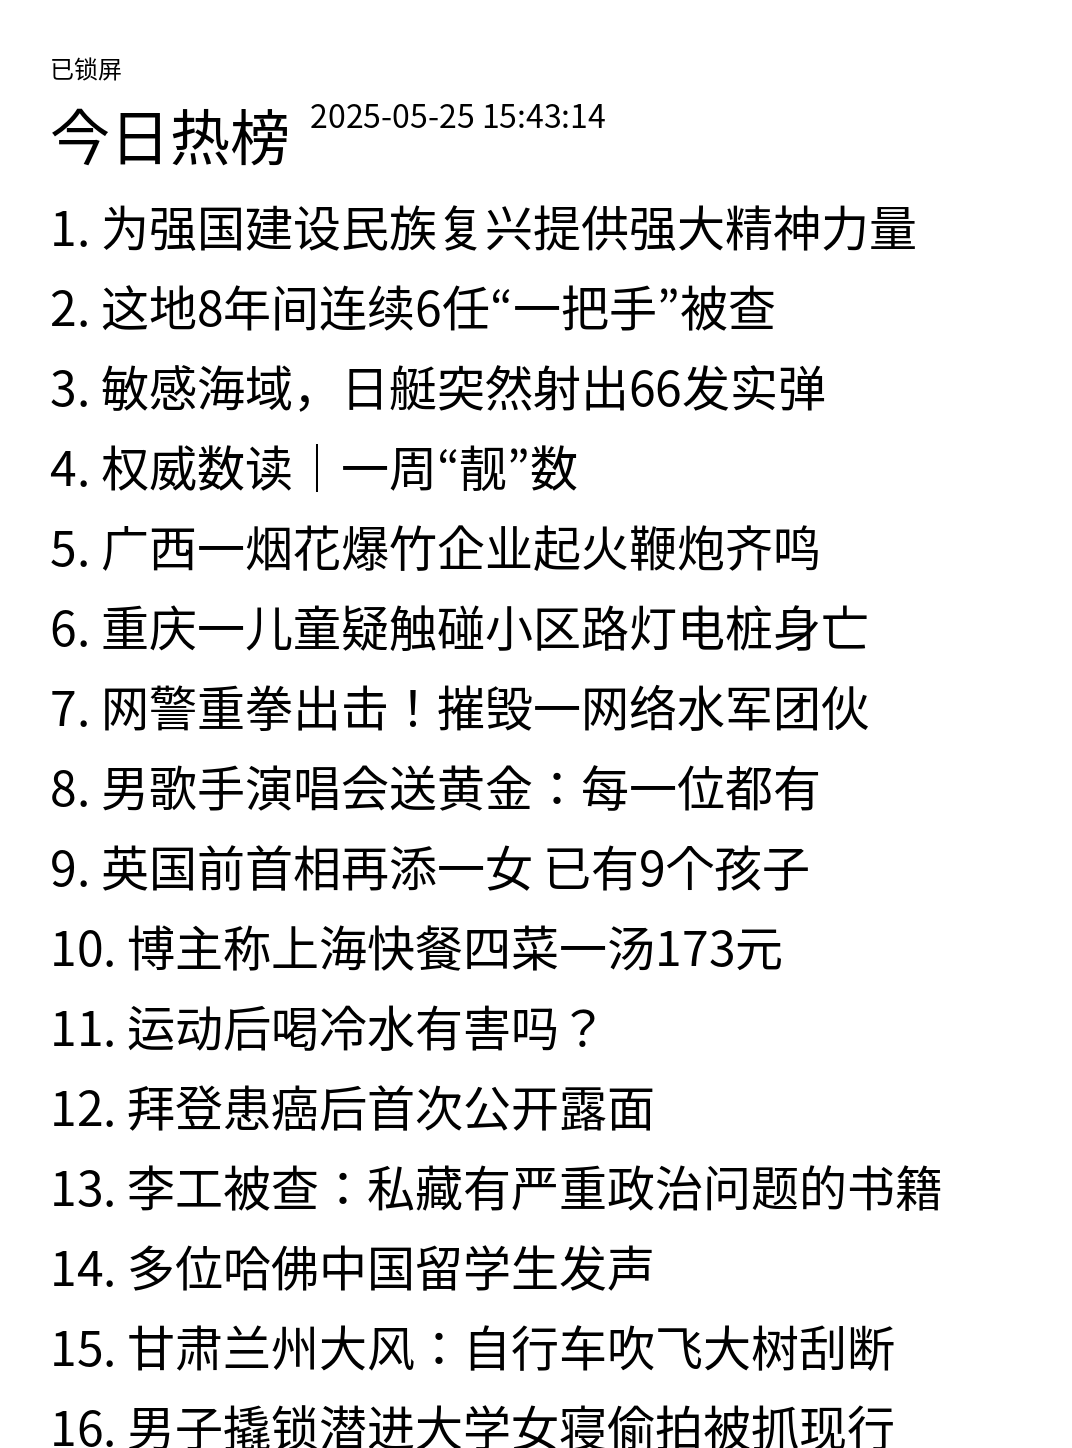 已锁屏
今日热榜 2025-05-25 15:43:14
1. 为强国建设民族复兴提供强大精神力量
2. 这地8年间连续6任“一把手”被查
3. 敏感海域，日艇突然射出66发实弹
4. 权威数读｜一周“靓”数
5. 广西一烟花爆竹企业起火鞭炮齐鸣
6. 重庆一儿童疑触碰小区路灯电桩身亡
7. 网警重拳出击！摧毁一网络水军团伙
8. 男歌手演唱会送黄金：每一位都有
9. 英国前首相再添一女 已有9个孩子
10. 博主称上海快餐四菜一汤173元
11. 运动后喝冷水有害吗？
12. 拜登患癌后首次公开露面
13. 李工被查：私藏有严重政治问题的书籍
14. 多位哈佛中国留学生发声
15. 甘肃兰州大风：自行车吹飞大树刮断
16. 男子撬锁潜进大学女寝偷拍被抓现行